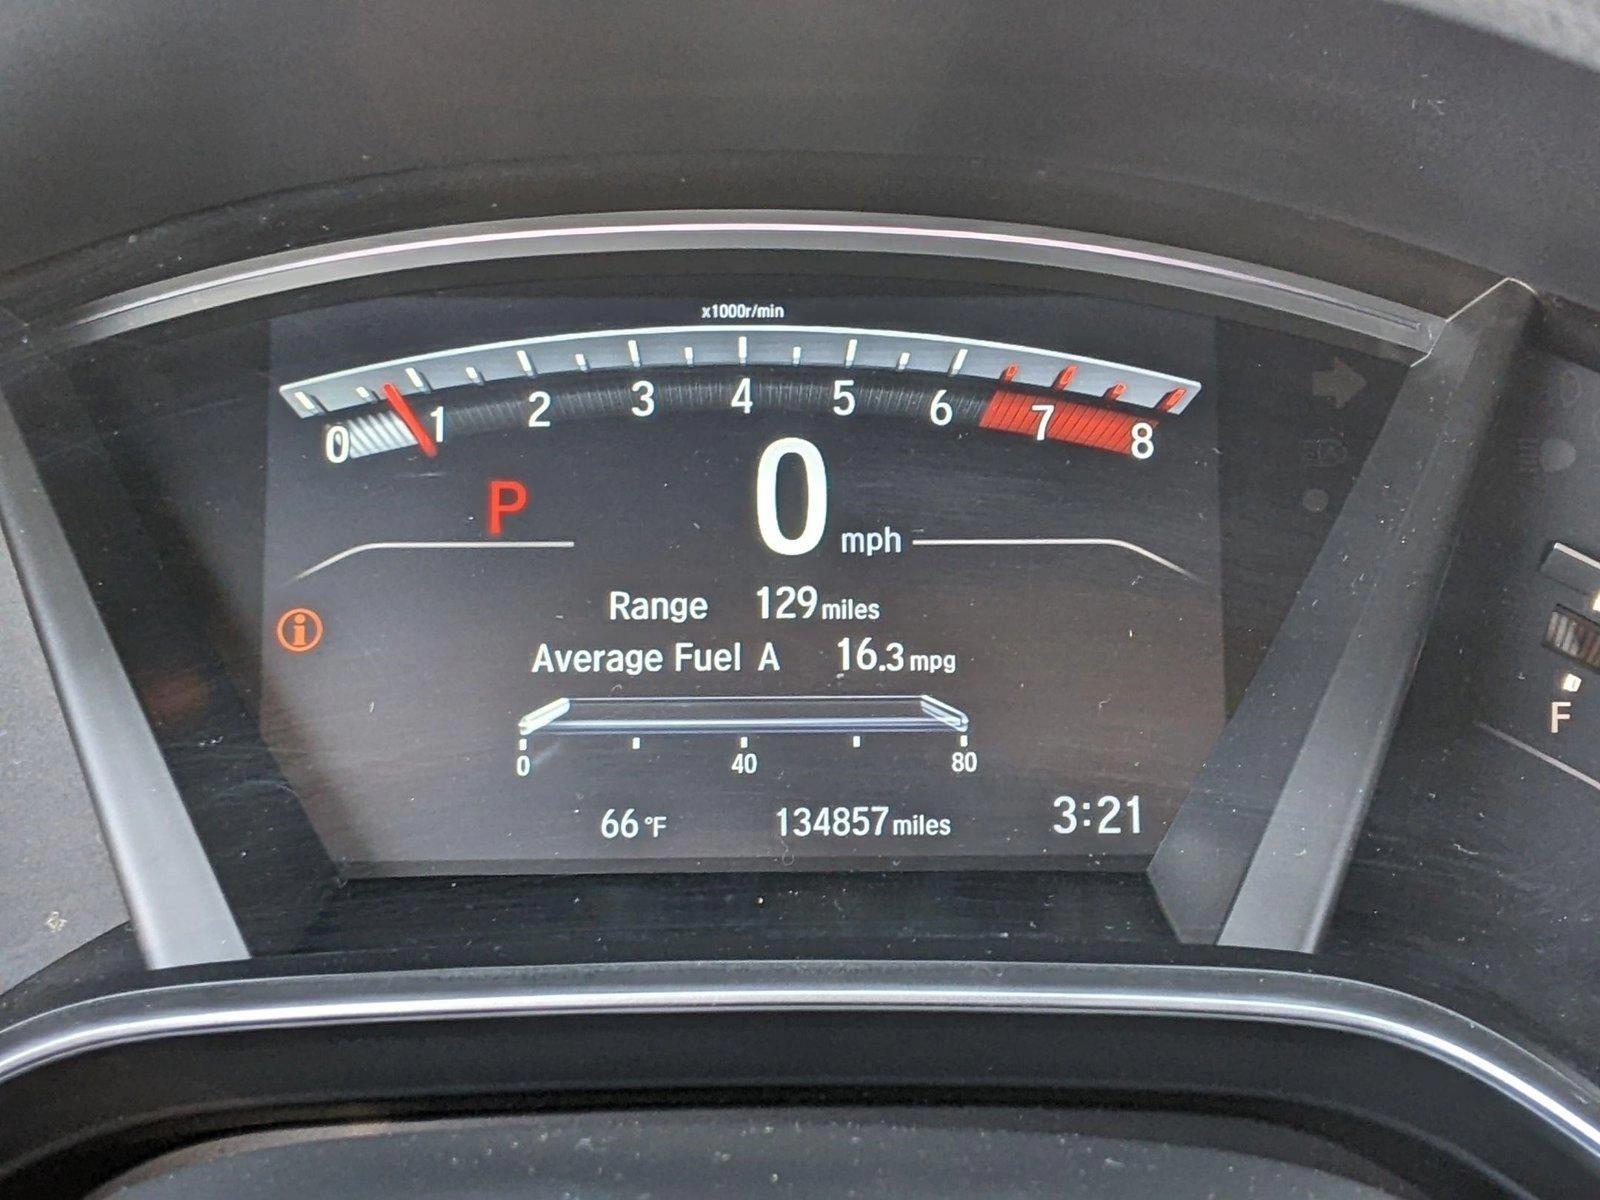 x1000r/min
0 1 2 3 4 5 6 7 8
P
0 mph
Range 129 miles
Average Fuel A 16.3 mpg
0 40 80
66 °F 134857 miles 3:21
F